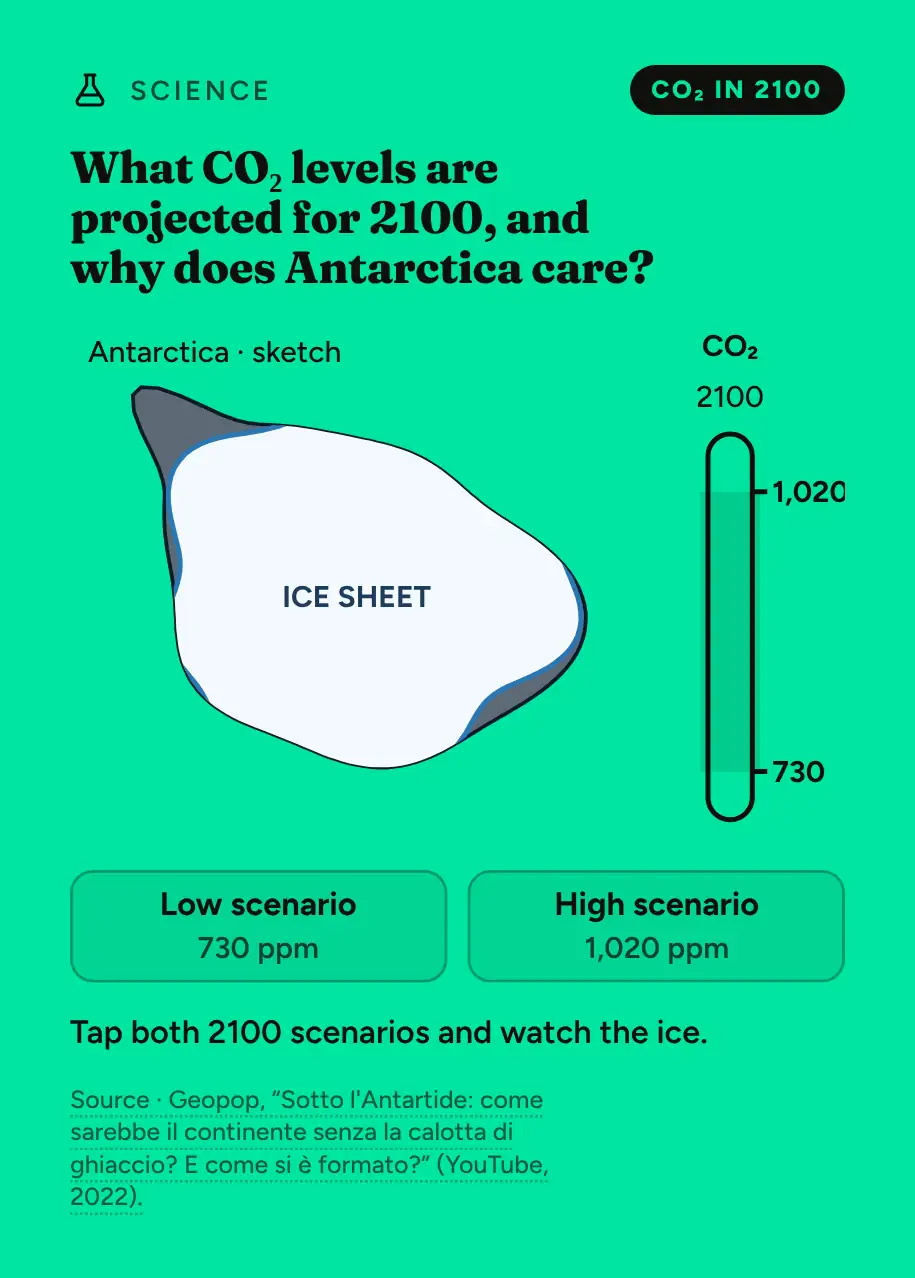 SCIENCE
CO₂ IN 2100
What CO₂ levels are
projected for 2100, and
why does Antarctica care?
Antarctica · sketch
CO₂
2100
1,020
ICE SHEET
730
Low scenario
730 ppm
High scenario
1,020 ppm
Tap both 2100 scenarios and watch the ice.
Source · Geopop, “Sotto l'Antartide: come
sarebbe il continente senza la calotta di
ghiaccio? E come si è formato?” (YouTube,
2022).